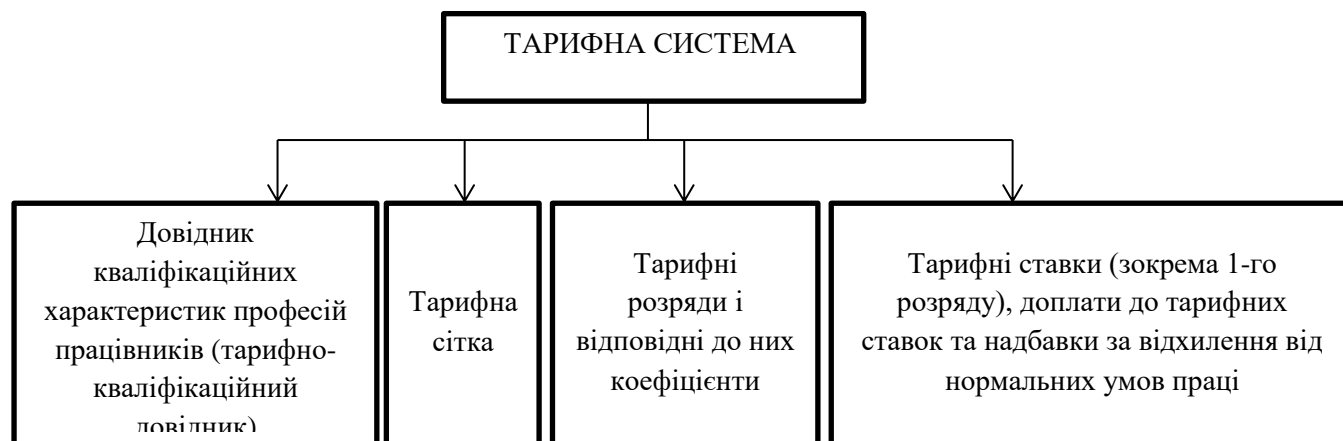 ТАРИФНА СИСТЕМА
Довідник
кваліфікаційних
характеристик професій
працівників (тарифно-
кваліфікаційний
довідник)
Тарифна
сітка
Тарифні
розряди і
відповідні до них
коефіцієнти
Тарифні ставки (зокрема 1-го
розряду), доплати до тарифних
ставок та надбавки за відхилення від
нормальних умов праці